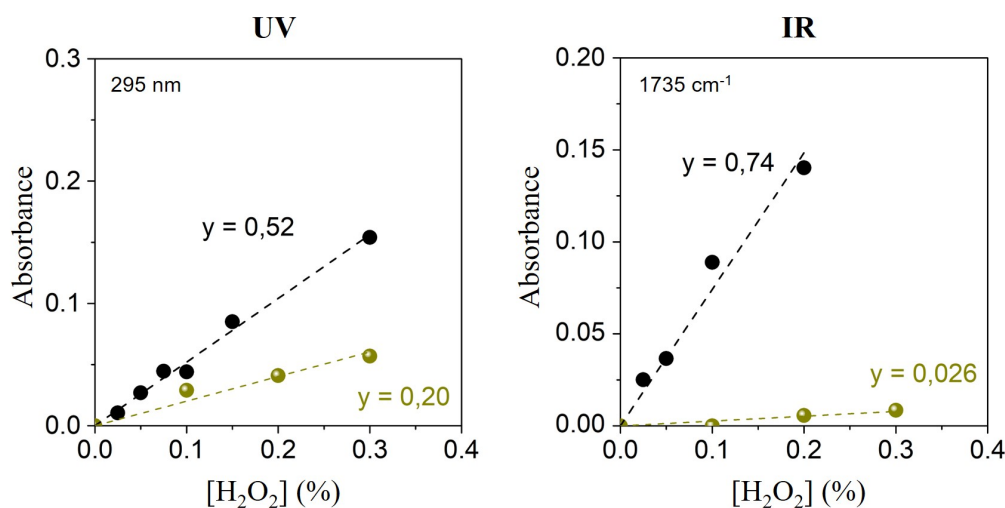 UV
0.3
295 nm
0.2
Absorbance
y = 0,52
0.1
y = 0,20
0.0
0.0 0.1 0.2 0.3 0.4
[H₂O₂] (%)
IR
0.20
1735 cm⁻¹
0.15
y = 0,74
Absorbance
0.10
0.05
y = 0,026
0.00
0.0 0.1 0.2 0.3 0.4
[H₂O₂] (%)